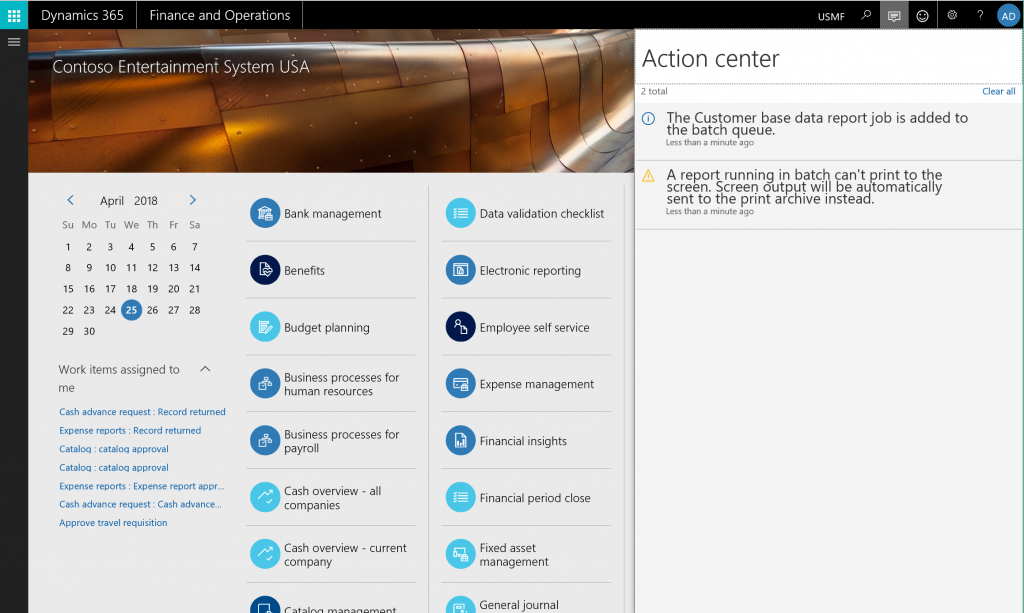 Dynamics 365
Finance and Operations
USMF
?
AD
Contoso Entertainment System USA
April 2018
Su Mo Tu We Th Fr Sa
1 2 3 4 5 6 7
8 9 10 11 12 13 14
15 16 17 18 19 20 21
22 23 24 25 26 27 28
29 30
Work items assigned to
me
Cash advance request : Record returned
Expense reports : Record returned
Catalog : catalog approval
Catalog : catalog approval
Expense reports : Expense report appr...
Cash advance request : Cash advance...
Approve travel requisition
Bank management
Benefits
Budget planning
Business processes for
human resources
Business processes for
payroll
Cash overview - all
companies
Cash overview - current
company
Catalog management
Data validation checklist
Electronic reporting
Employee self service
Expense management
Financial insights
Financial period close
Fixed asset
management
General journal
Action center
2 total
Clear all
The Customer base data report job is added to
the batch queue.
Less than a minute ago
A report running in batch can't print to the
screen. Screen output will be automatically
sent to the print archive instead.
Less than a minute ago